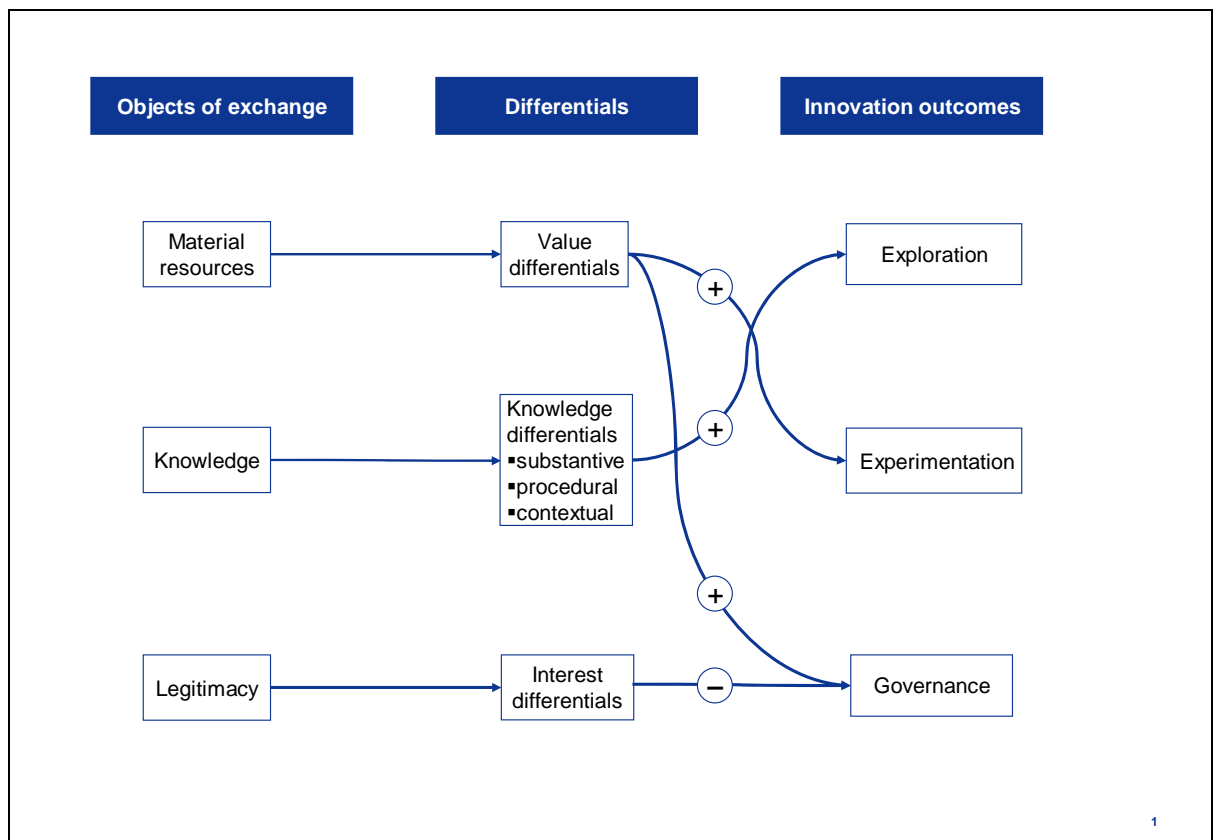 Objects of exchange
Differentials
Innovation outcomes
Material
resources
Value
differentials
Exploration
+
Knowledge
Knowledge
differentials
▪substantive
▪procedural
▪contextual
+
Experimentation
+
Legitimacy
Interest
differentials
−
Governance
1